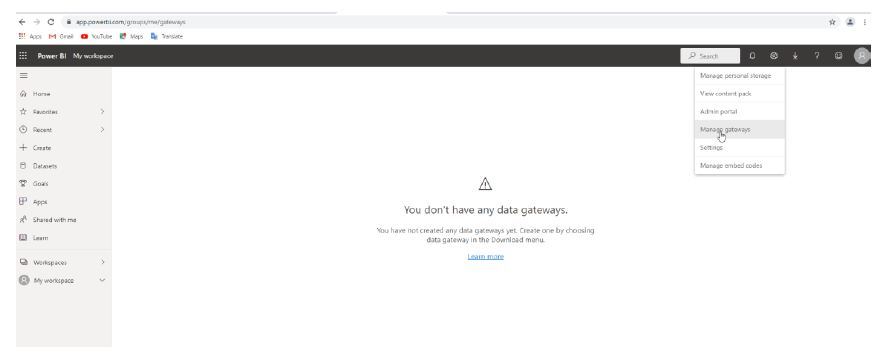 app.powerbi.com/groups/me/gateways
Apps Gmail YouTube Maps Translate
Power BI My workspace
Search
Manage personal storage
View content pack
Admin portal
Manage gateways
Settings
Manage embed codes
Home
Favorites
Recent
Create
Datasets
Goals
Apps
Shared with me
Learn
Workspaces
R My workspace
R
You don't have any data gateways.
You have not created any data gateways yet. Create one by choosing
data gateway in the Download menu.
Learn more